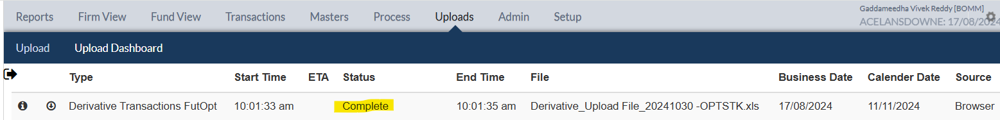 Reports Firm View Fund View Transactions Masters Process Uploads Admin Setup
Gaddameedha Vivek Reddy [BOMM]
ACELANSDOWNE: 17/08/2024
Upload Upload Dashboard
Type Start Time ETA Status End Time File Business Date Calender Date Source
Derivative Transactions FutOpt 10:01:33 am Complete 10:01:35 am Derivative_Upload File_20241030 -OPTSTK.xls 17/08/2024 11/11/2024 Browser